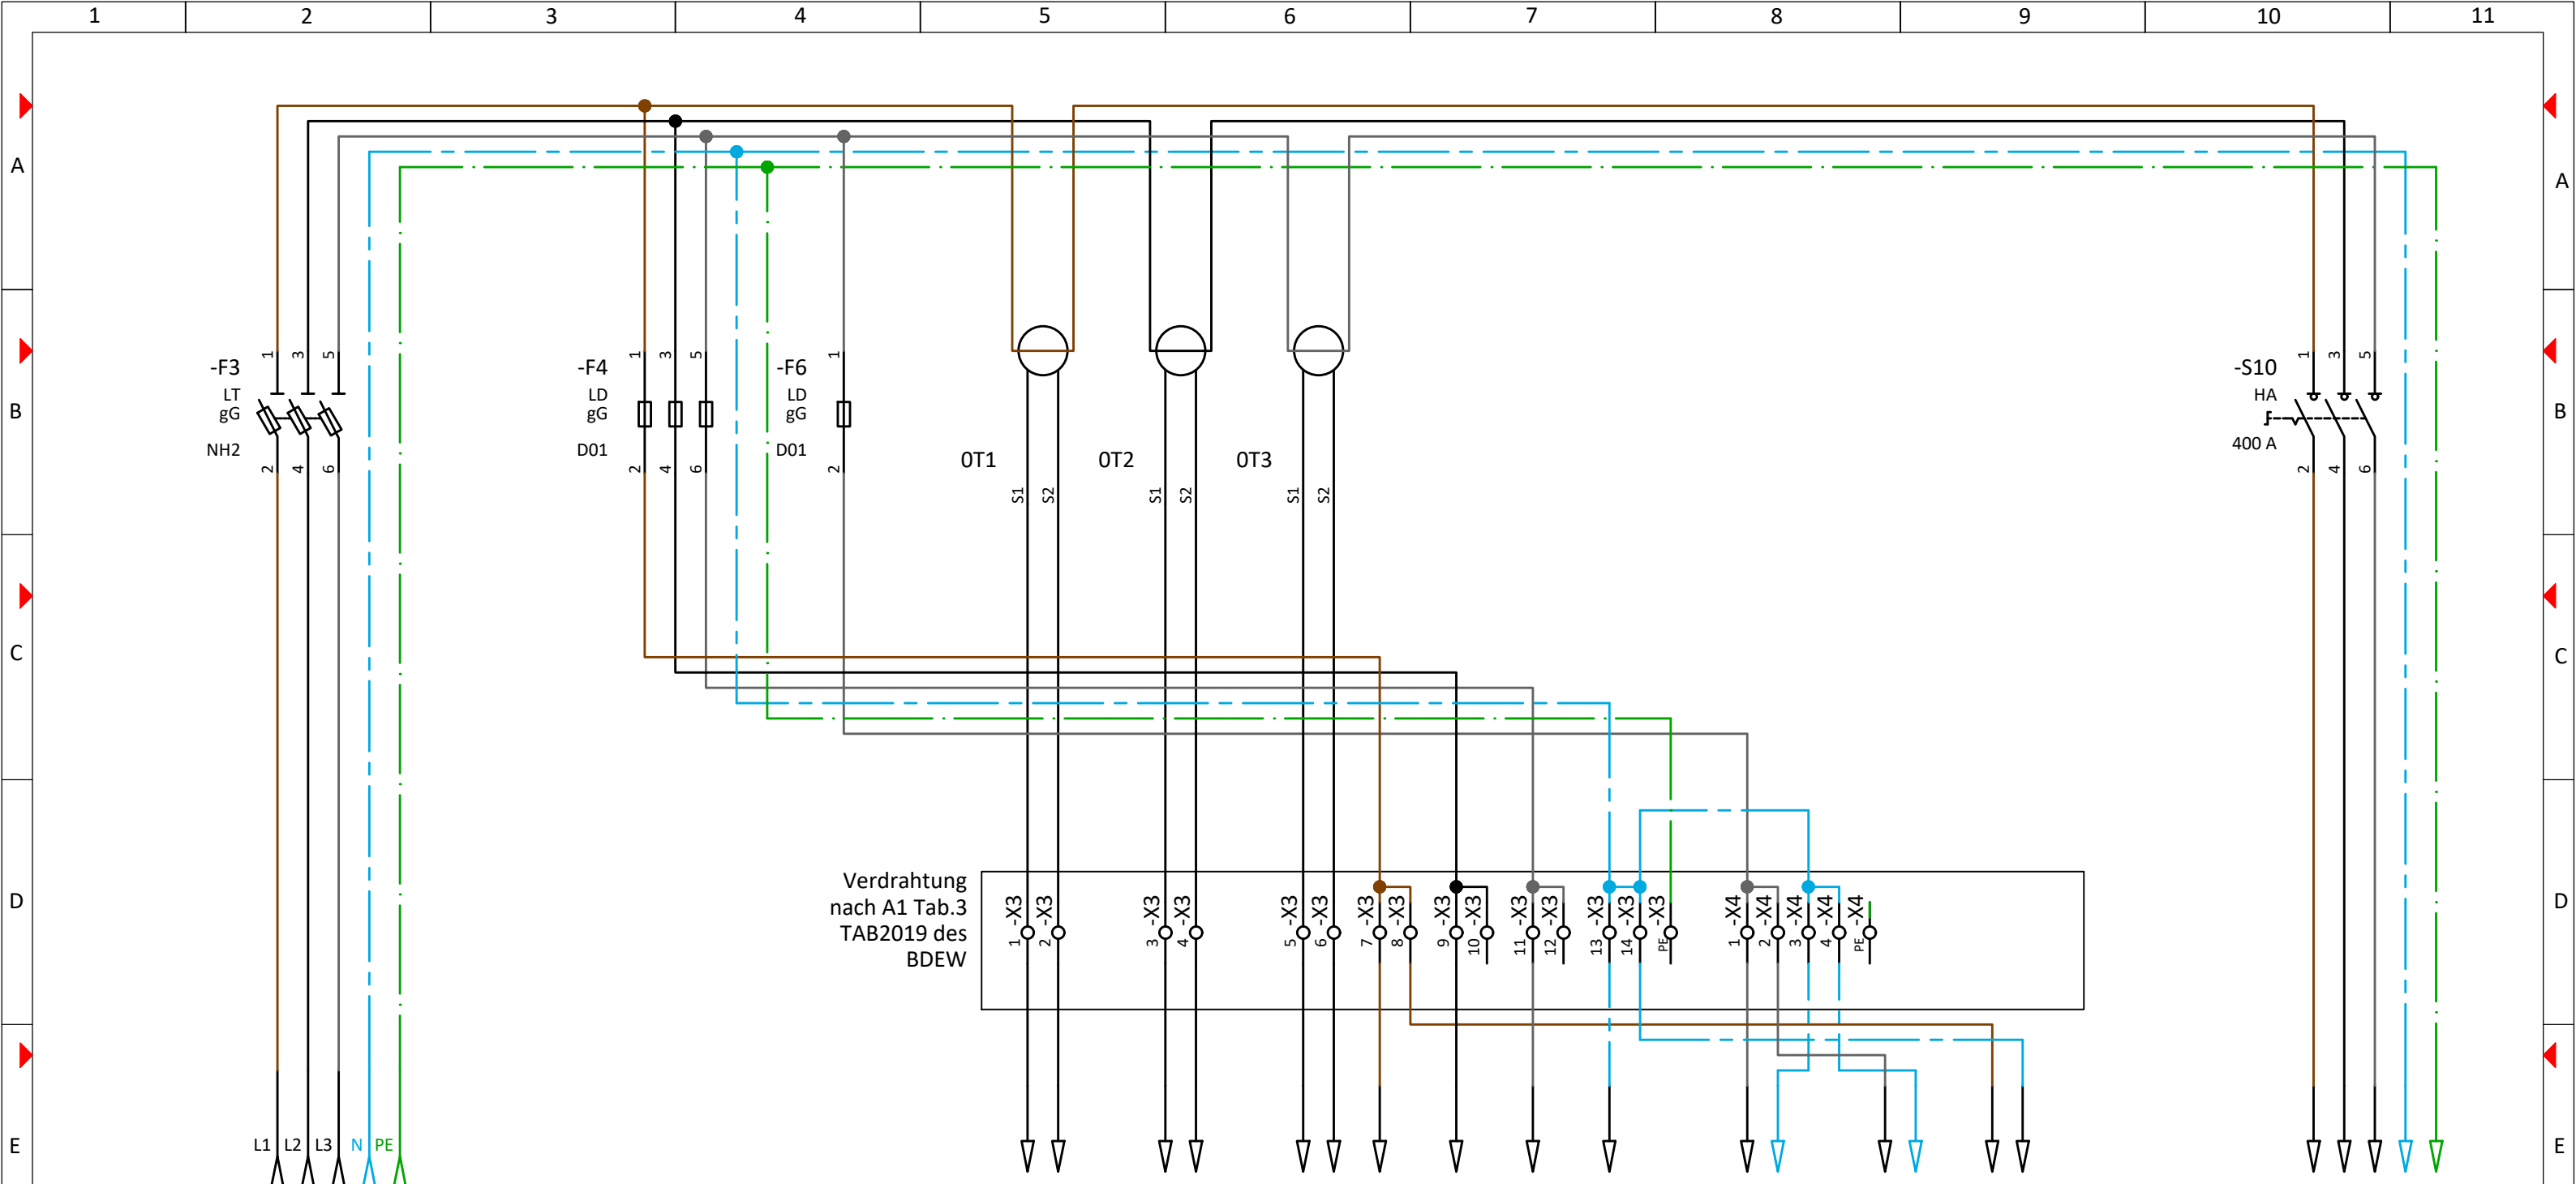 1 2 3 4 5 6 7 8 9 10 11
A A
-F3 1 3 5
LT
gG
NH2
2 4 6
-F4 1 3 5
LD
gG
D01
2 4 6
-F6 1
LD
gG
D01
2
-S10 1 3 5
HA
400 A
2 4 6
B B
0T1 0T2 0T3
S1 S2 S1 S2 S1 S2
C C
Verdrahtung
nach A1 Tab.3
TAB2019 des
BDEW
-X3 -X3 -X3 -X3 -X3 -X3 -X3 -X3 -X3 -X3 -X3 -X3 -X3 -X3 -X3 -X4 -X4 -X4 -X4 -X4
1 2 3 4 5 6 7 8 9 10 11 12 13 14 PE 1 2 3 4 PE
D D
L1 L2 L3 N PE
E E